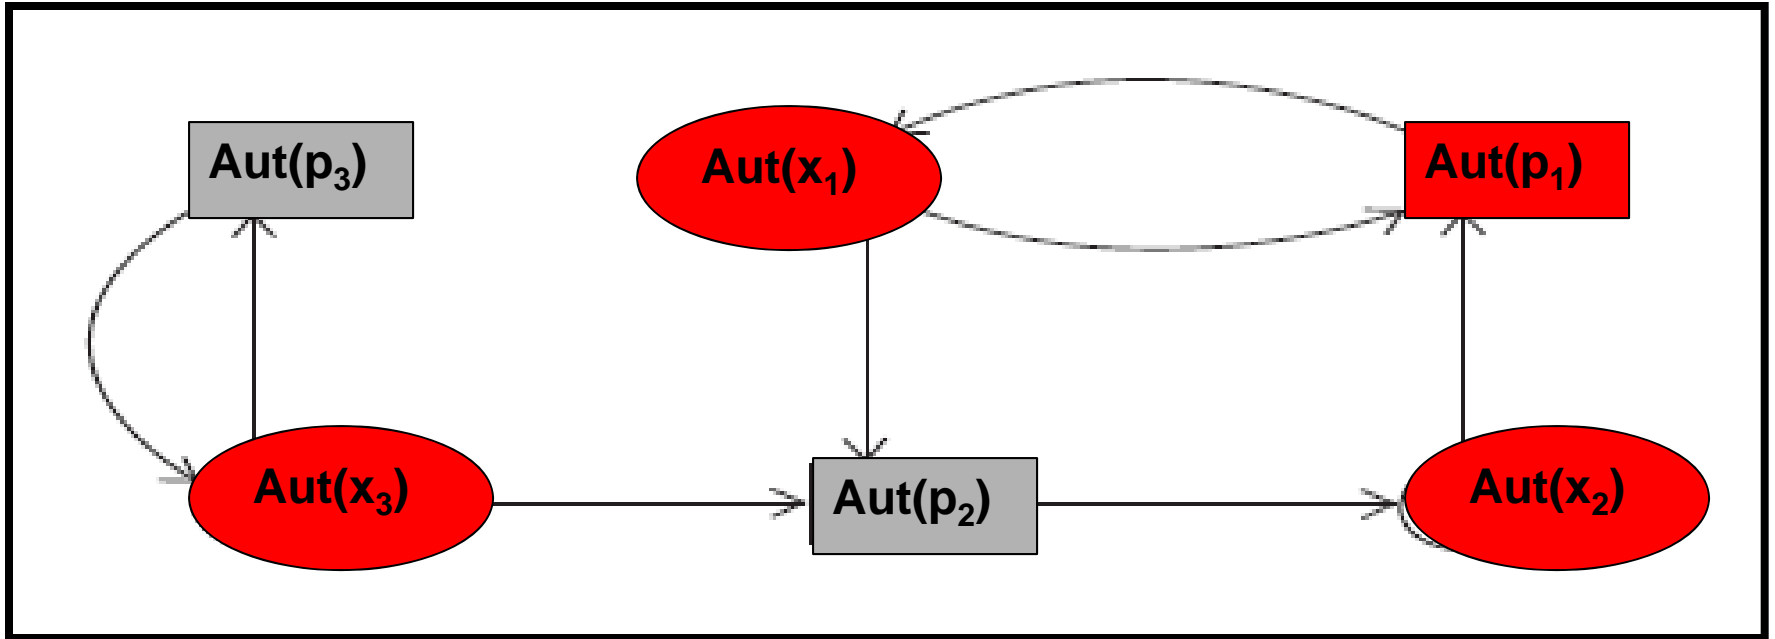 Aut(p₃)
Aut(x₁)
Aut(p₁)
Aut(x₃)
Aut(p₂)
Aut(x₂)